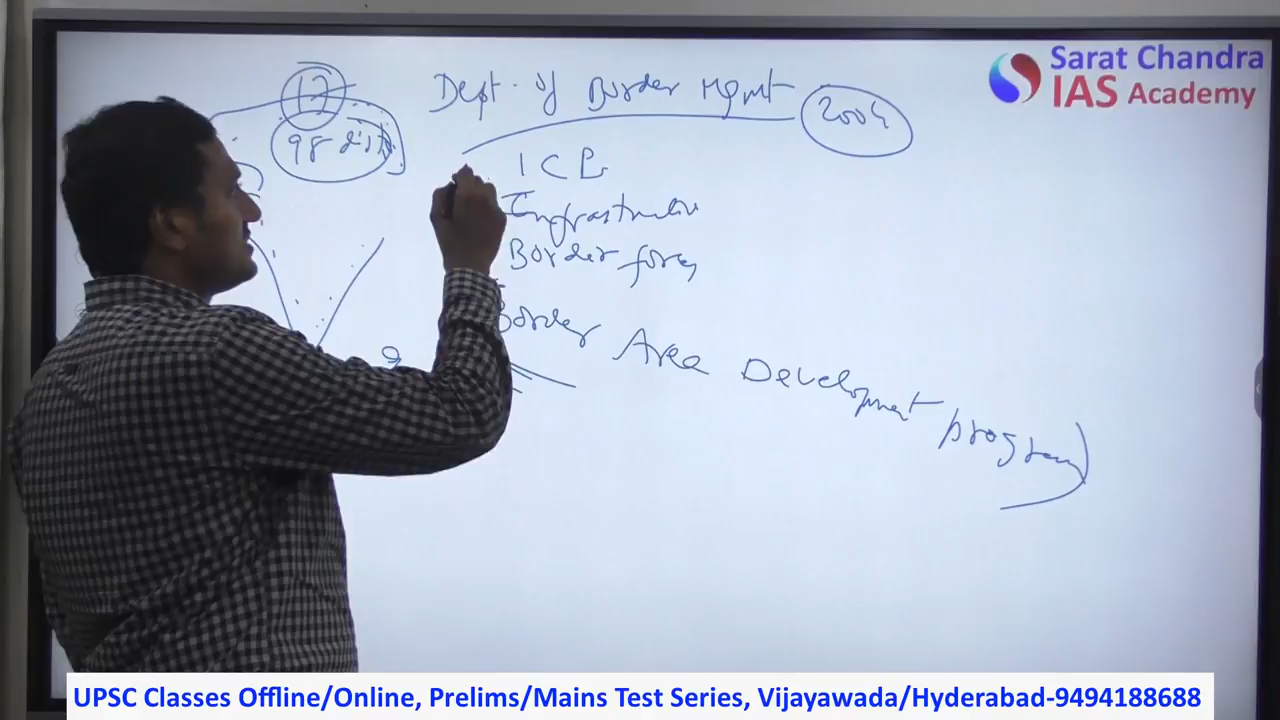 Sarat Chandra
IAS Academy
17
98 dists
Dept. of Border Mgmt
2004
ICP
Infrastructure
Border forces
Border Area Development program
UPSC Classes Offline/Online, Prelims/Mains Test Series, Vijayawada/Hyderabad-9494188688